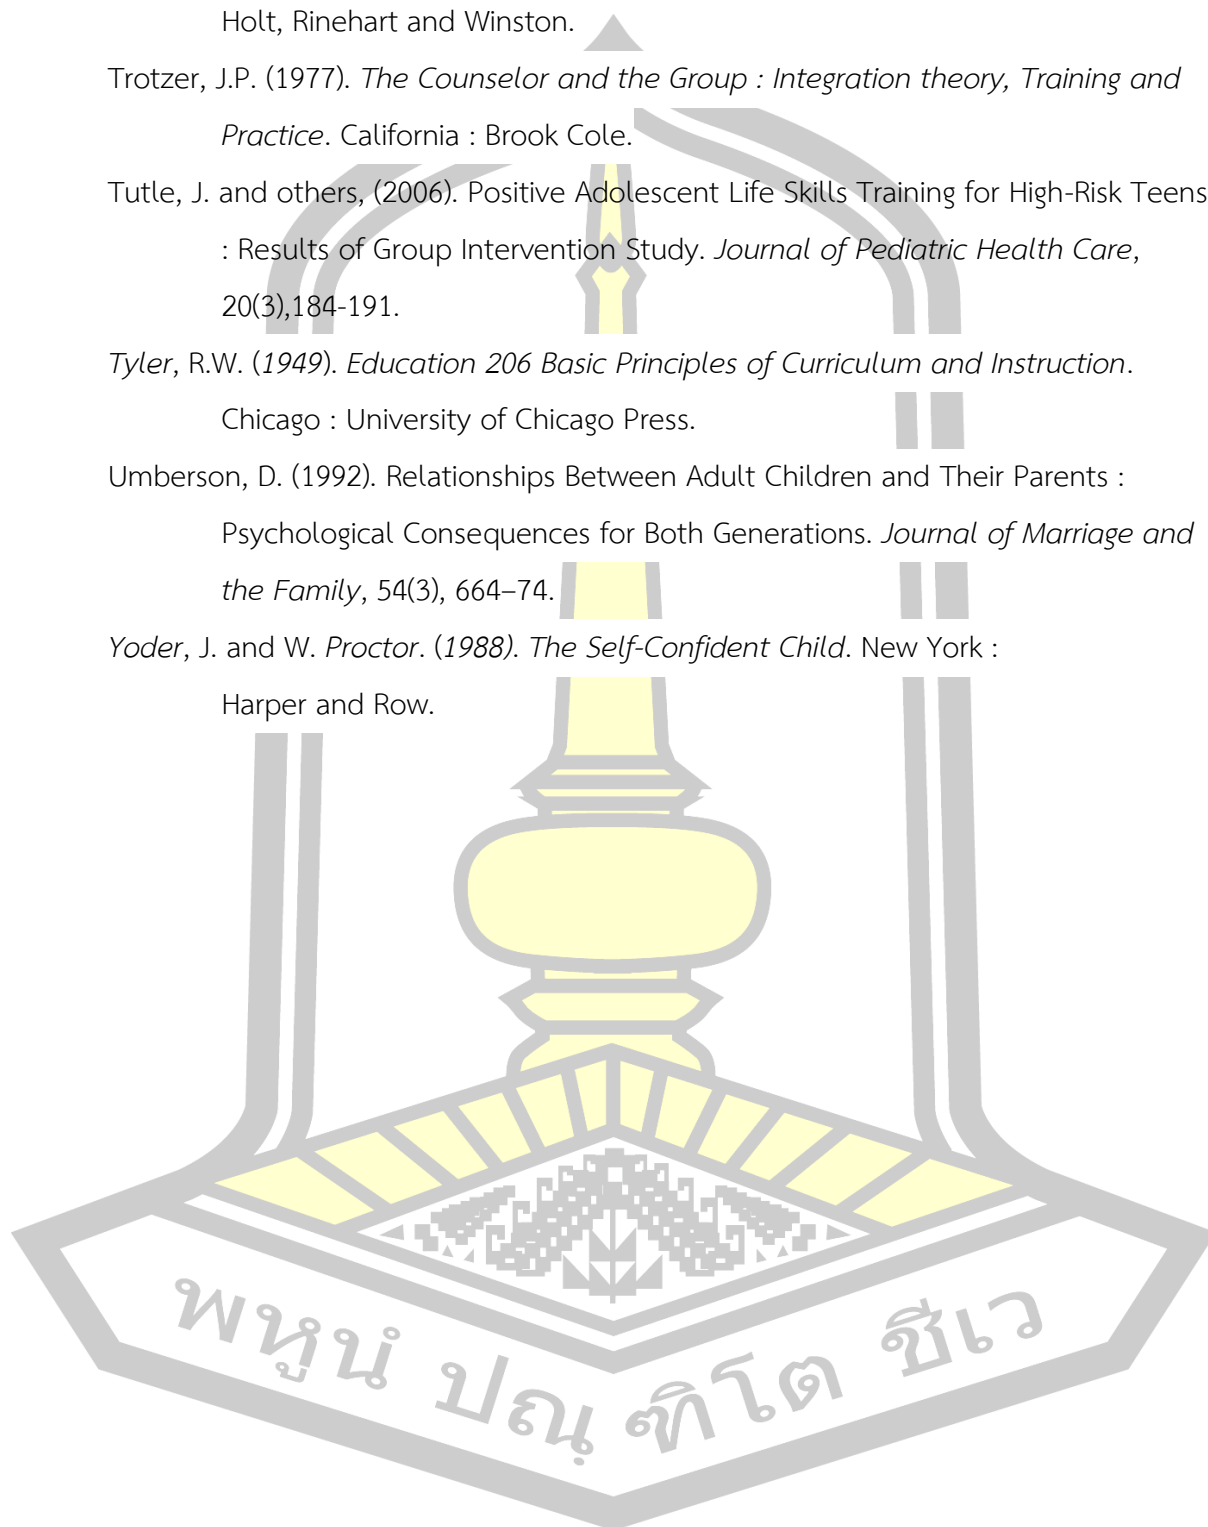 Holt, Rinehart and Winston.
Trotzer, J.P. (1977). The Counselor and the Group : Integration theory, Training and
Practice. California : Brook Cole.
Tutle, J. and others, (2006). Positive Adolescent Life Skills Training for High-Risk Teens
: Results of Group Intervention Study. Journal of Pediatric Health Care,
20(3),184-191.
Tyler, R.W. (1949). Education 206 Basic Principles of Curriculum and Instruction.
Chicago : University of Chicago Press.
Umberson, D. (1992). Relationships Between Adult Children and Their Parents :
Psychological Consequences for Both Generations. Journal of Marriage and
the Family, 54(3), 664–74.
Yoder, J. and W. Proctor. (1988). The Self-Confident Child. New York :
Harper and Row.
พหูนํ ปณฺฑิโต ชีเว